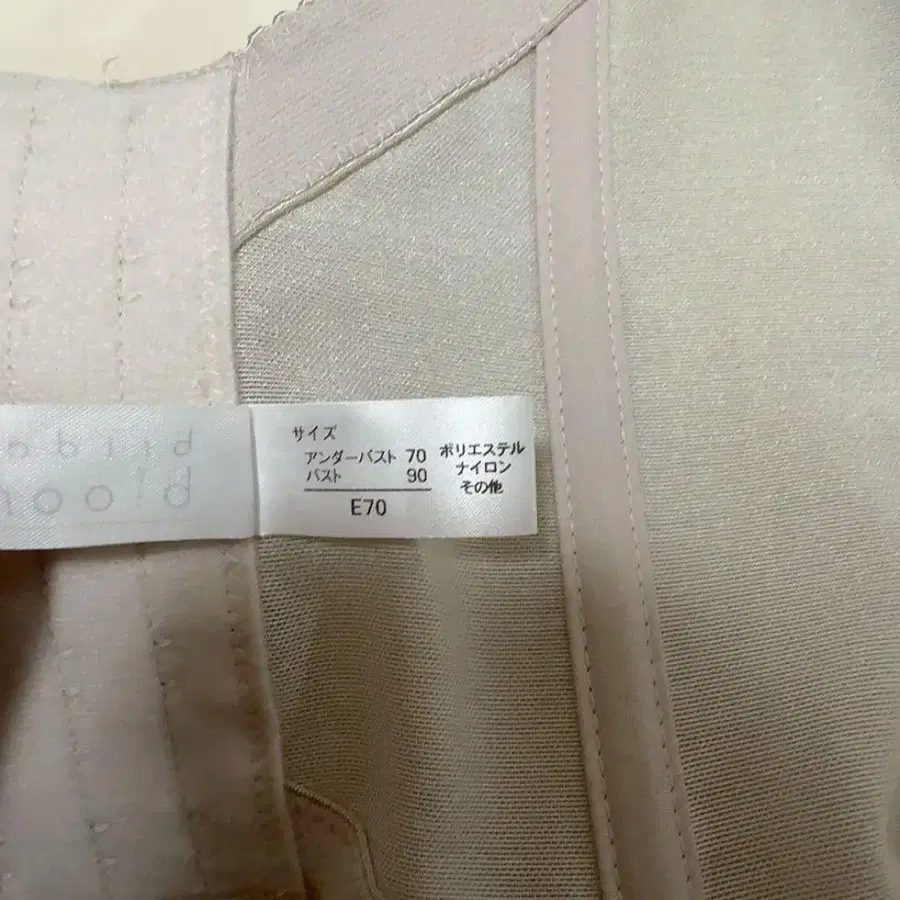 サイズ
アンダーバスト 70
バスト 90
E70
ポリエステル
ナイロン
その他